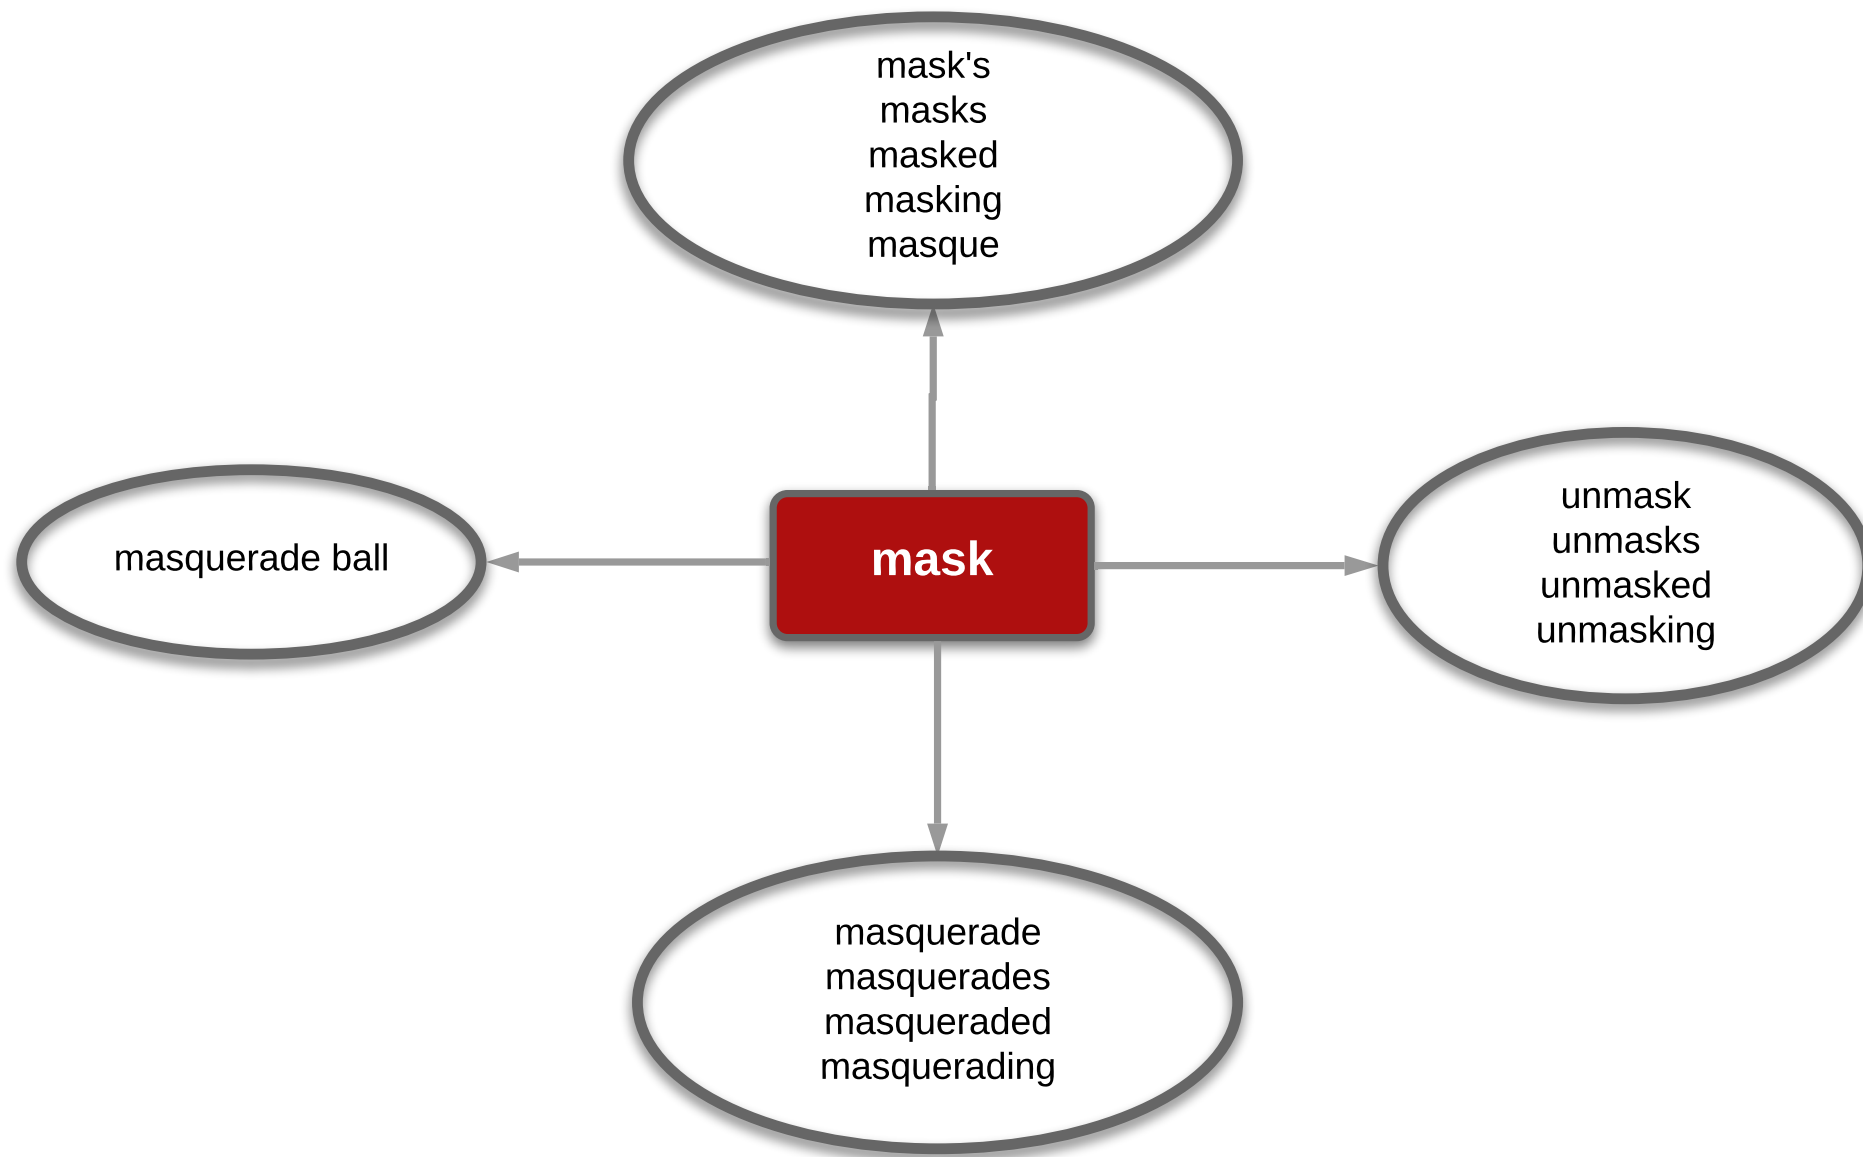 mask's
masks
masked
masking
masque
masquerade ball
mask
unmask
unmasks
unmasked
unmasking
masquerade
masquerades
masqueraded
masquerading